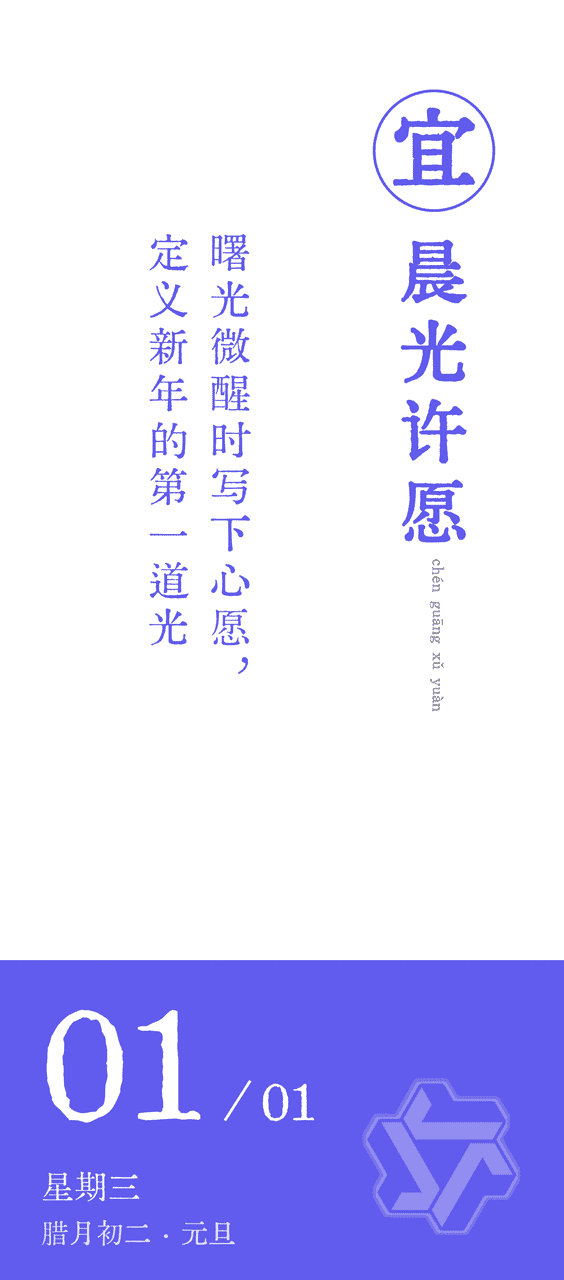 宜
晨光许愿
chén guāng xǔ yuàn
曙光微醒时写下心愿，
定义新年的第一道光
01/01
星期三
腊月初二·元旦